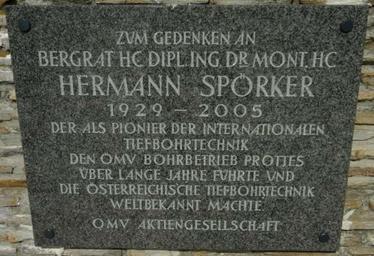 ZUM GEDENKEN AN
BERGRAT HC DIPL. ING. DR MONT. HC
HERMANN SPÖRKER
1929 – 2005
DER ALS PIONIER DER INTERNATIONALEN
TIEFBOHRTECHNIK
DEN OMV BOHRBETRIEB PROTTES
ÜBER LANGE JAHRE FÜHRTE UND
DIE ÖSTERREICHISCHE TIEFBOHRTECHNIK
WELTBEKANNT MACHTE.
OMV AKTIENGESELLSCHAFT